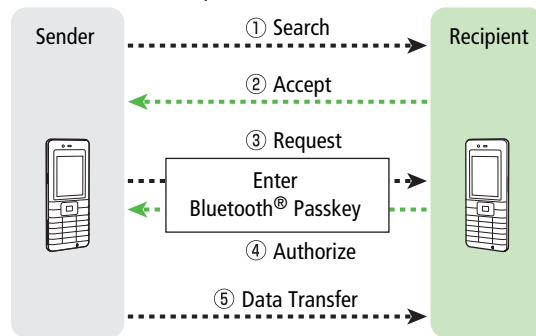 Sender
Recipient
① Search
② Accept
③ Request
Enter
Bluetooth® Passkey
④ Authorize
⑤ Data Transfer